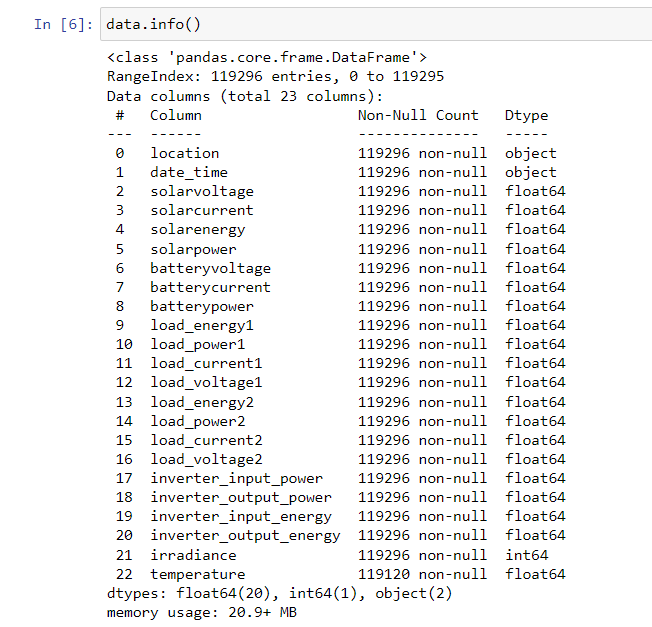 In [6]: data.info()
<class 'pandas.core.frame.DataFrame'>
RangeIndex: 119296 entries, 0 to 119295
Data columns (total 23 columns):
 #   Column                  Non-Null Count   Dtype
---  ------                  --------------   -----
 0   location                119296 non-null  object
 1   date_time               119296 non-null  object
 2   solarvoltage            119296 non-null  float64
 3   solarcurrent            119296 non-null  float64
 4   solarenergy             119296 non-null  float64
 5   solarpower              119296 non-null  float64
 6   batteryvoltage          119296 non-null  float64
 7   batterycurrent          119296 non-null  float64
 8   batterypower            119296 non-null  float64
 9   load_energy1            119296 non-null  float64
 10  load_power1             119296 non-null  float64
 11  load_current1           119296 non-null  float64
 12  load_voltage1           119296 non-null  float64
 13  load_energy2            119296 non-null  float64
 14  load_power2             119296 non-null  float64
 15  load_current2           119296 non-null  float64
 16  load_voltage2           119296 non-null  float64
 17  inverter_input_power    119296 non-null  float64
 18  inverter_output_power   119296 non-null  float64
 19  inverter_input_energy   119296 non-null  float64
 20  inverter_output_energy  119296 non-null  float64
 21  irradiance              119296 non-null  int64
 22  temperature             119120 non-null  float64
dtypes: float64(20), int64(1), object(2)
memory usage: 20.9+ MB